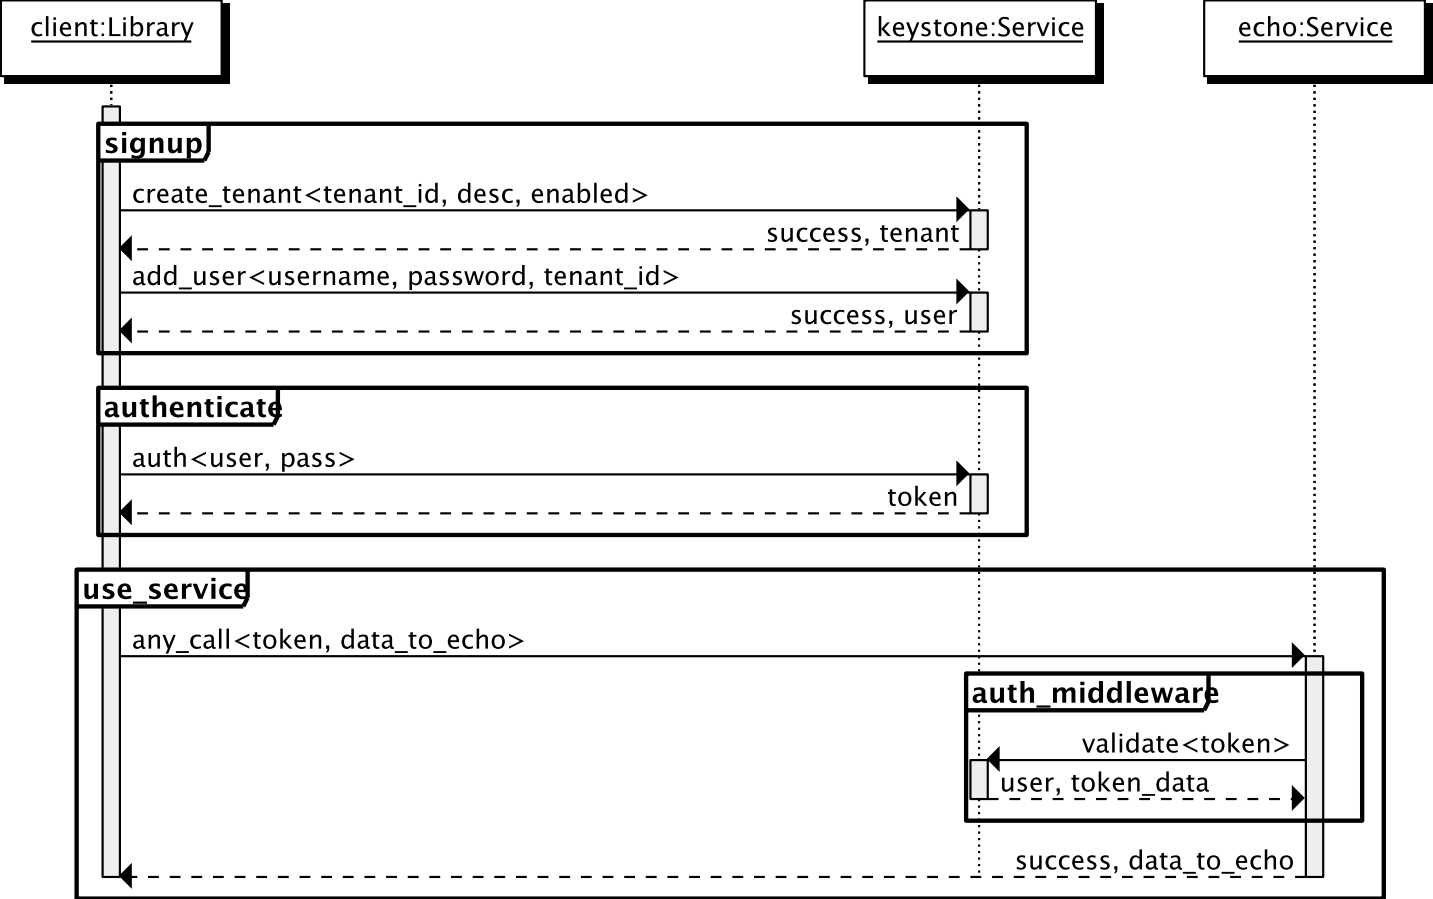 client:Library
keystone:Service
echo:Service
signup
create_tenant<tenant_id, desc, enabled>
success, tenant
add_user<username, password, tenant_id>
success, user
authenticate
auth<user, pass>
token
use_service
any_call<token, data_to_echo>
auth_middleware
validate<token>
user, token_data
success, data_to_echo